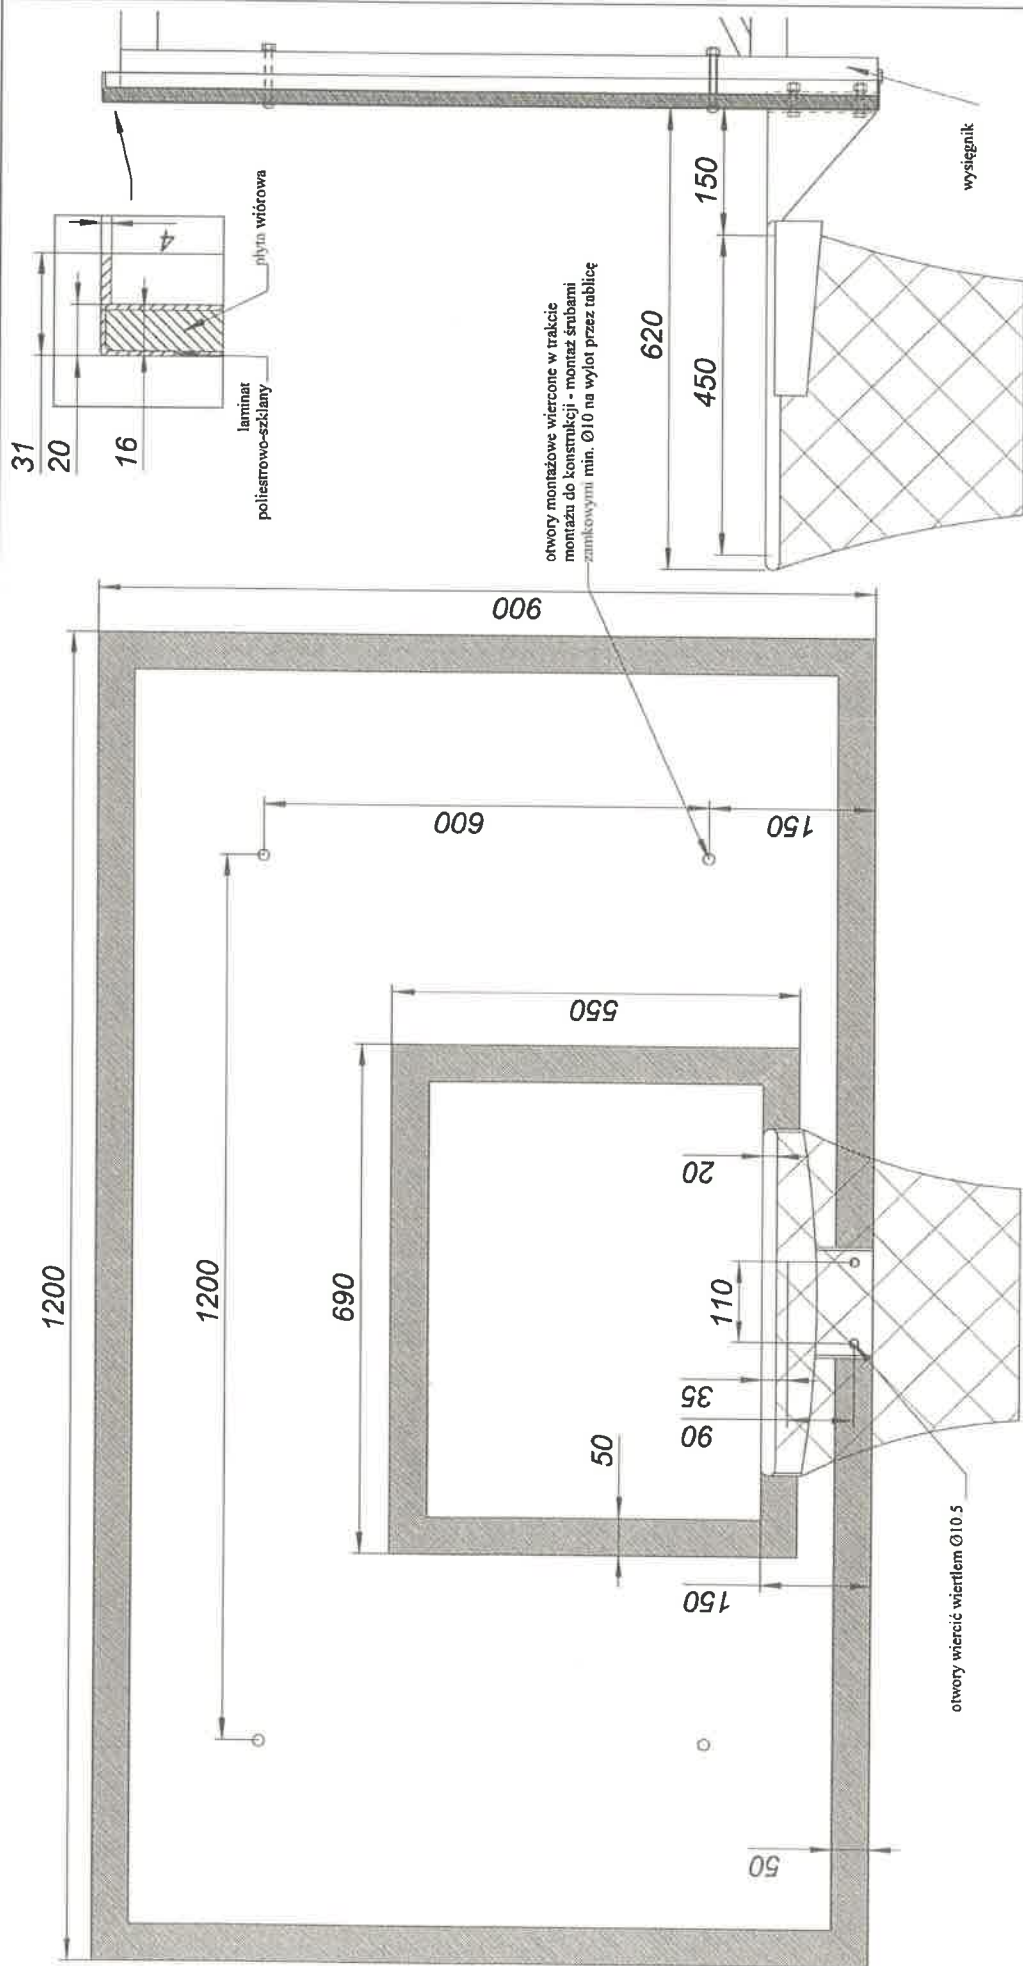 31
20
16
4
płyta wiórowa
laminat
poliestrowo-szklany
otwory montażowe wiercone w trakcie
montażu do konstrukcji - montaż śrubami
zamkowymi min. Ø10 na wylot przez tablicę
620
450
150
wysięgnik
1200
900
1200
600
150
690
550
50
20
110
35
90
150
50
otwory wiercić wiertłem Ø10.5